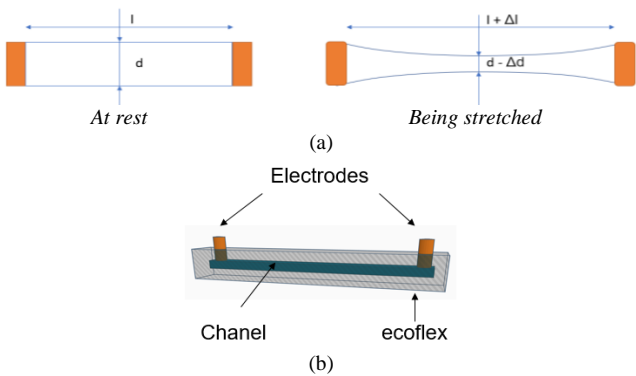 l
l + Δl
d
d - Δd
At rest
Being stretched
(a)
Electrodes
Chanel
ecoflex
(b)